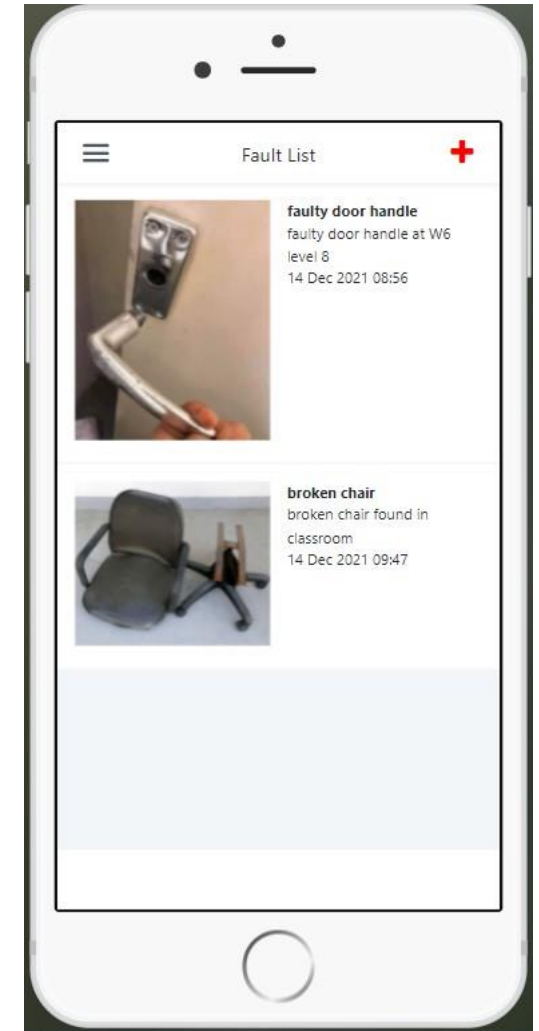 Fault List
faulty door handle
faulty door handle at W6
level 8
14 Dec 2021 08:56
broken chair
broken chair found in
classroom
14 Dec 2021 09:47